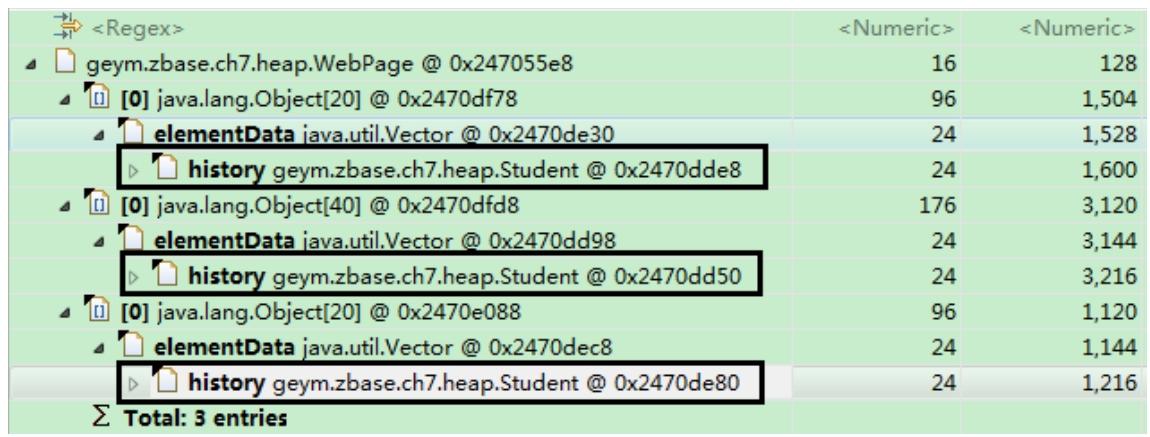 <Regex> <Numeric> <Numeric>
geym.zbase.ch7.heap.WebPage @ 0x247055e8 16 128
[0] java.lang.Object[20] @ 0x2470df78 96 1,504
elementData java.util.Vector @ 0x2470de30 24 1,528
history geym.zbase.ch7.heap.Student @ 0x2470dde8 24 1,600
[0] java.lang.Object[40] @ 0x2470dfd8 176 3,120
elementData java.util.Vector @ 0x2470dd98 24 3,144
history geym.zbase.ch7.heap.Student @ 0x2470dd50 24 3,216
[0] java.lang.Object[20] @ 0x2470e088 96 1,120
elementData java.util.Vector @ 0x2470dec8 24 1,144
history geym.zbase.ch7.heap.Student @ 0x2470de80 24 1,216
Σ Total: 3 entries